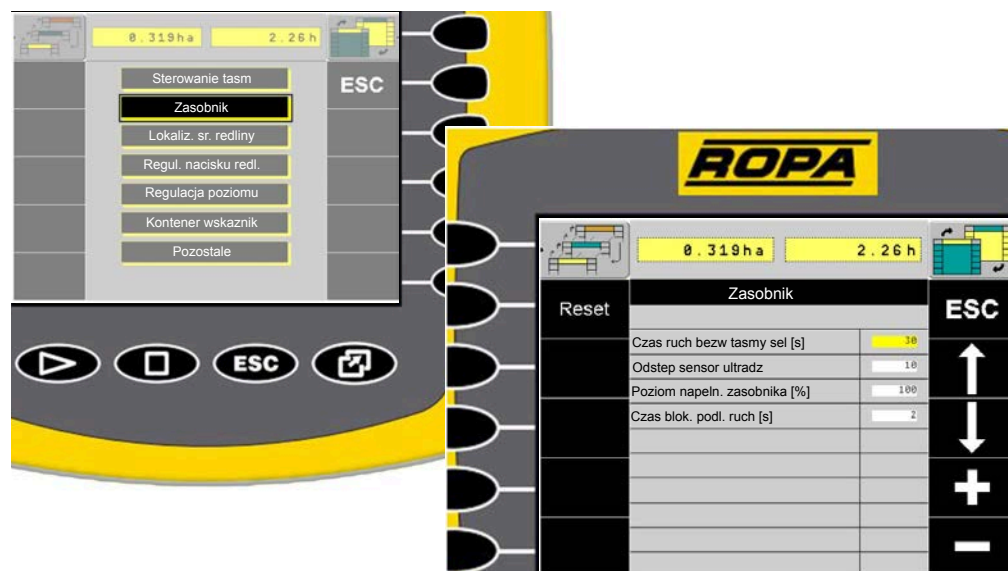 0.319ha 2.26h
Sterowanie tasm
ESC
Zasobnik
Lokaliz. sr. redliny
Regul. nacisku redl.
Regulacja poziomu
Kontener wskaznik
Pozostale
ESC
ROPA
0.319ha 2.26h
Zasobnik
Reset
ESC
Czas ruch bezw tasmy sel [s] 30
Odstep sensor ultradz 10
Poziom napeln. zasobnika [%] 100
Czas blok. podl. ruch [s] 2